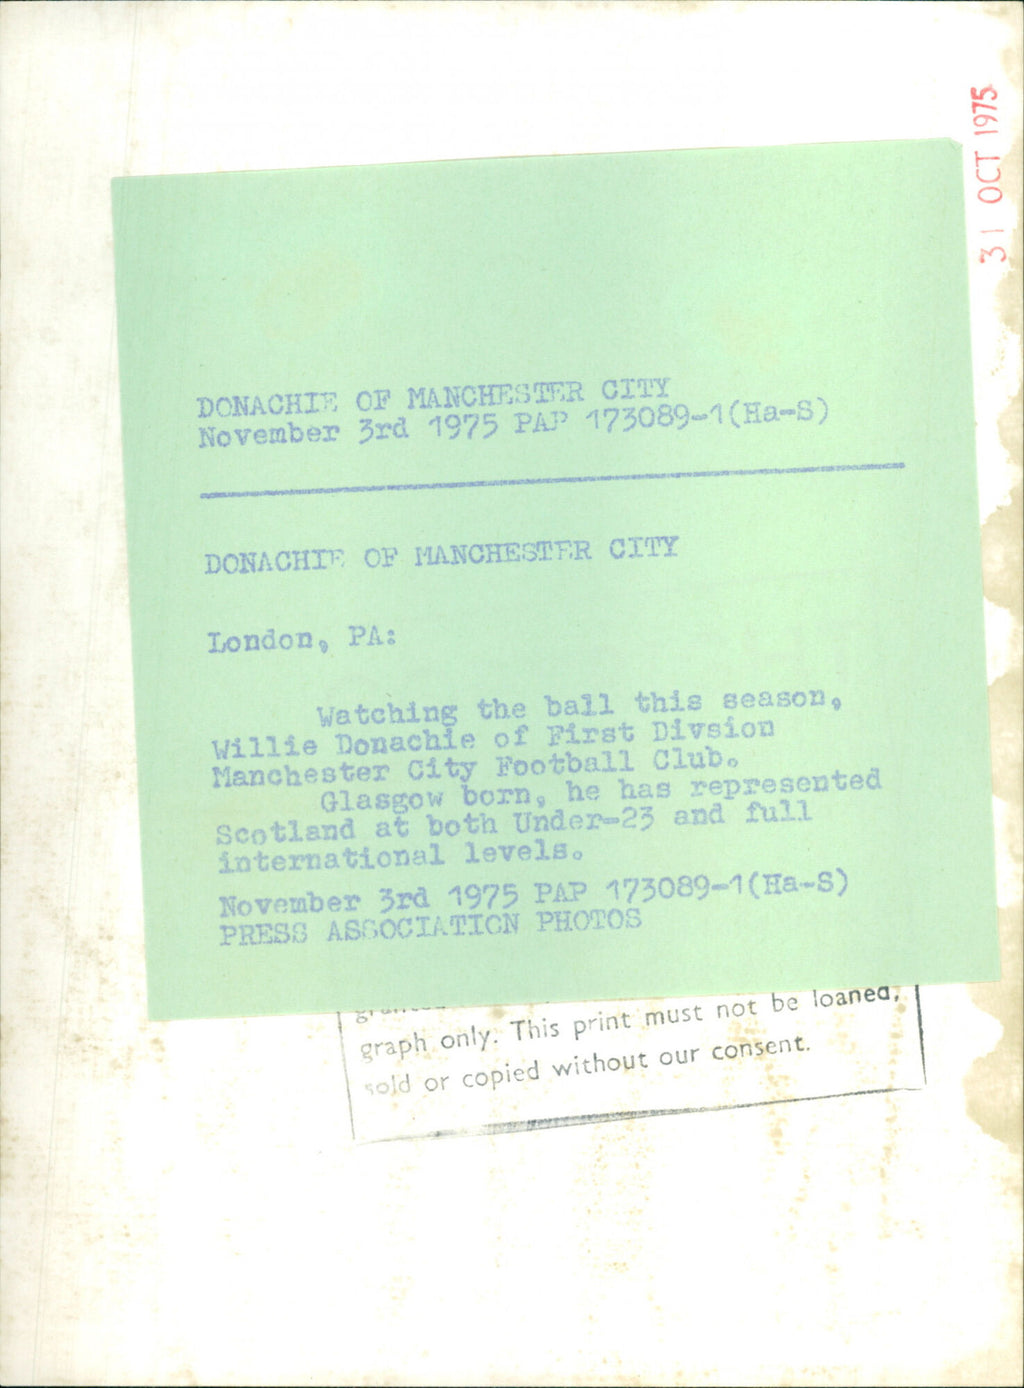 31 OCT 1975
DONACHIE OF MANCHESTER CITY
November 3rd 1975 PAP 173089-1(Ha-S)
DONACHIE OF MANCHESTER CITY
London, PA:
Watching the ball this season,
Willie Donachie of First Divsion
Manchester City Football Club.
Glasgow born, he has represented
Scotland at both Under-23 and full
international levels.
November 3rd 1975 PAP 173089-1(Ha-S)
PRESS ASSOCIATION PHOTOS
graph only. This print must not be loaned,
sold or copied without our consent.